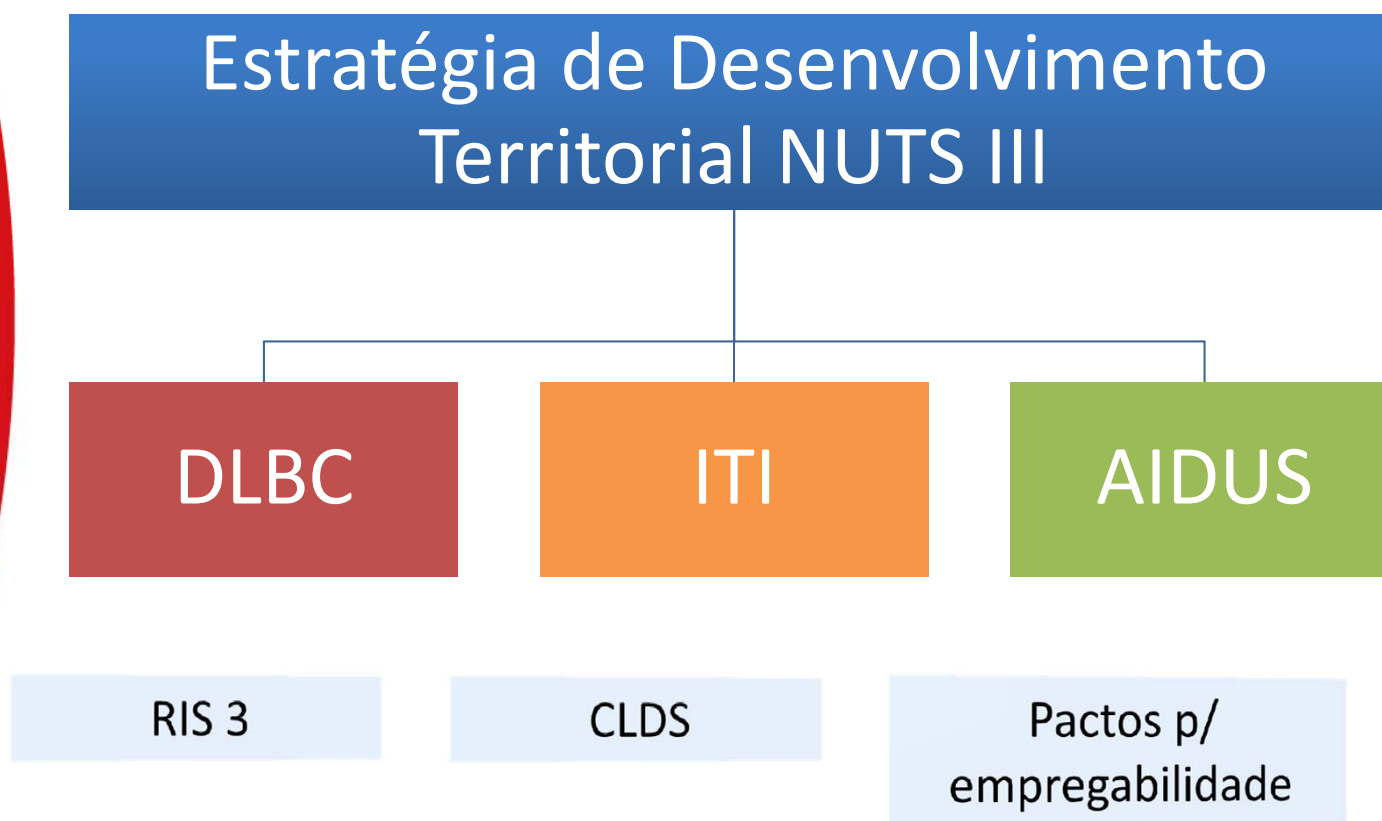 Estratégia de Desenvolvimento
Territorial NUTS III
DLBC
ITI
AIDUS
RIS 3
CLDS
Pactos p/
empregabilidade